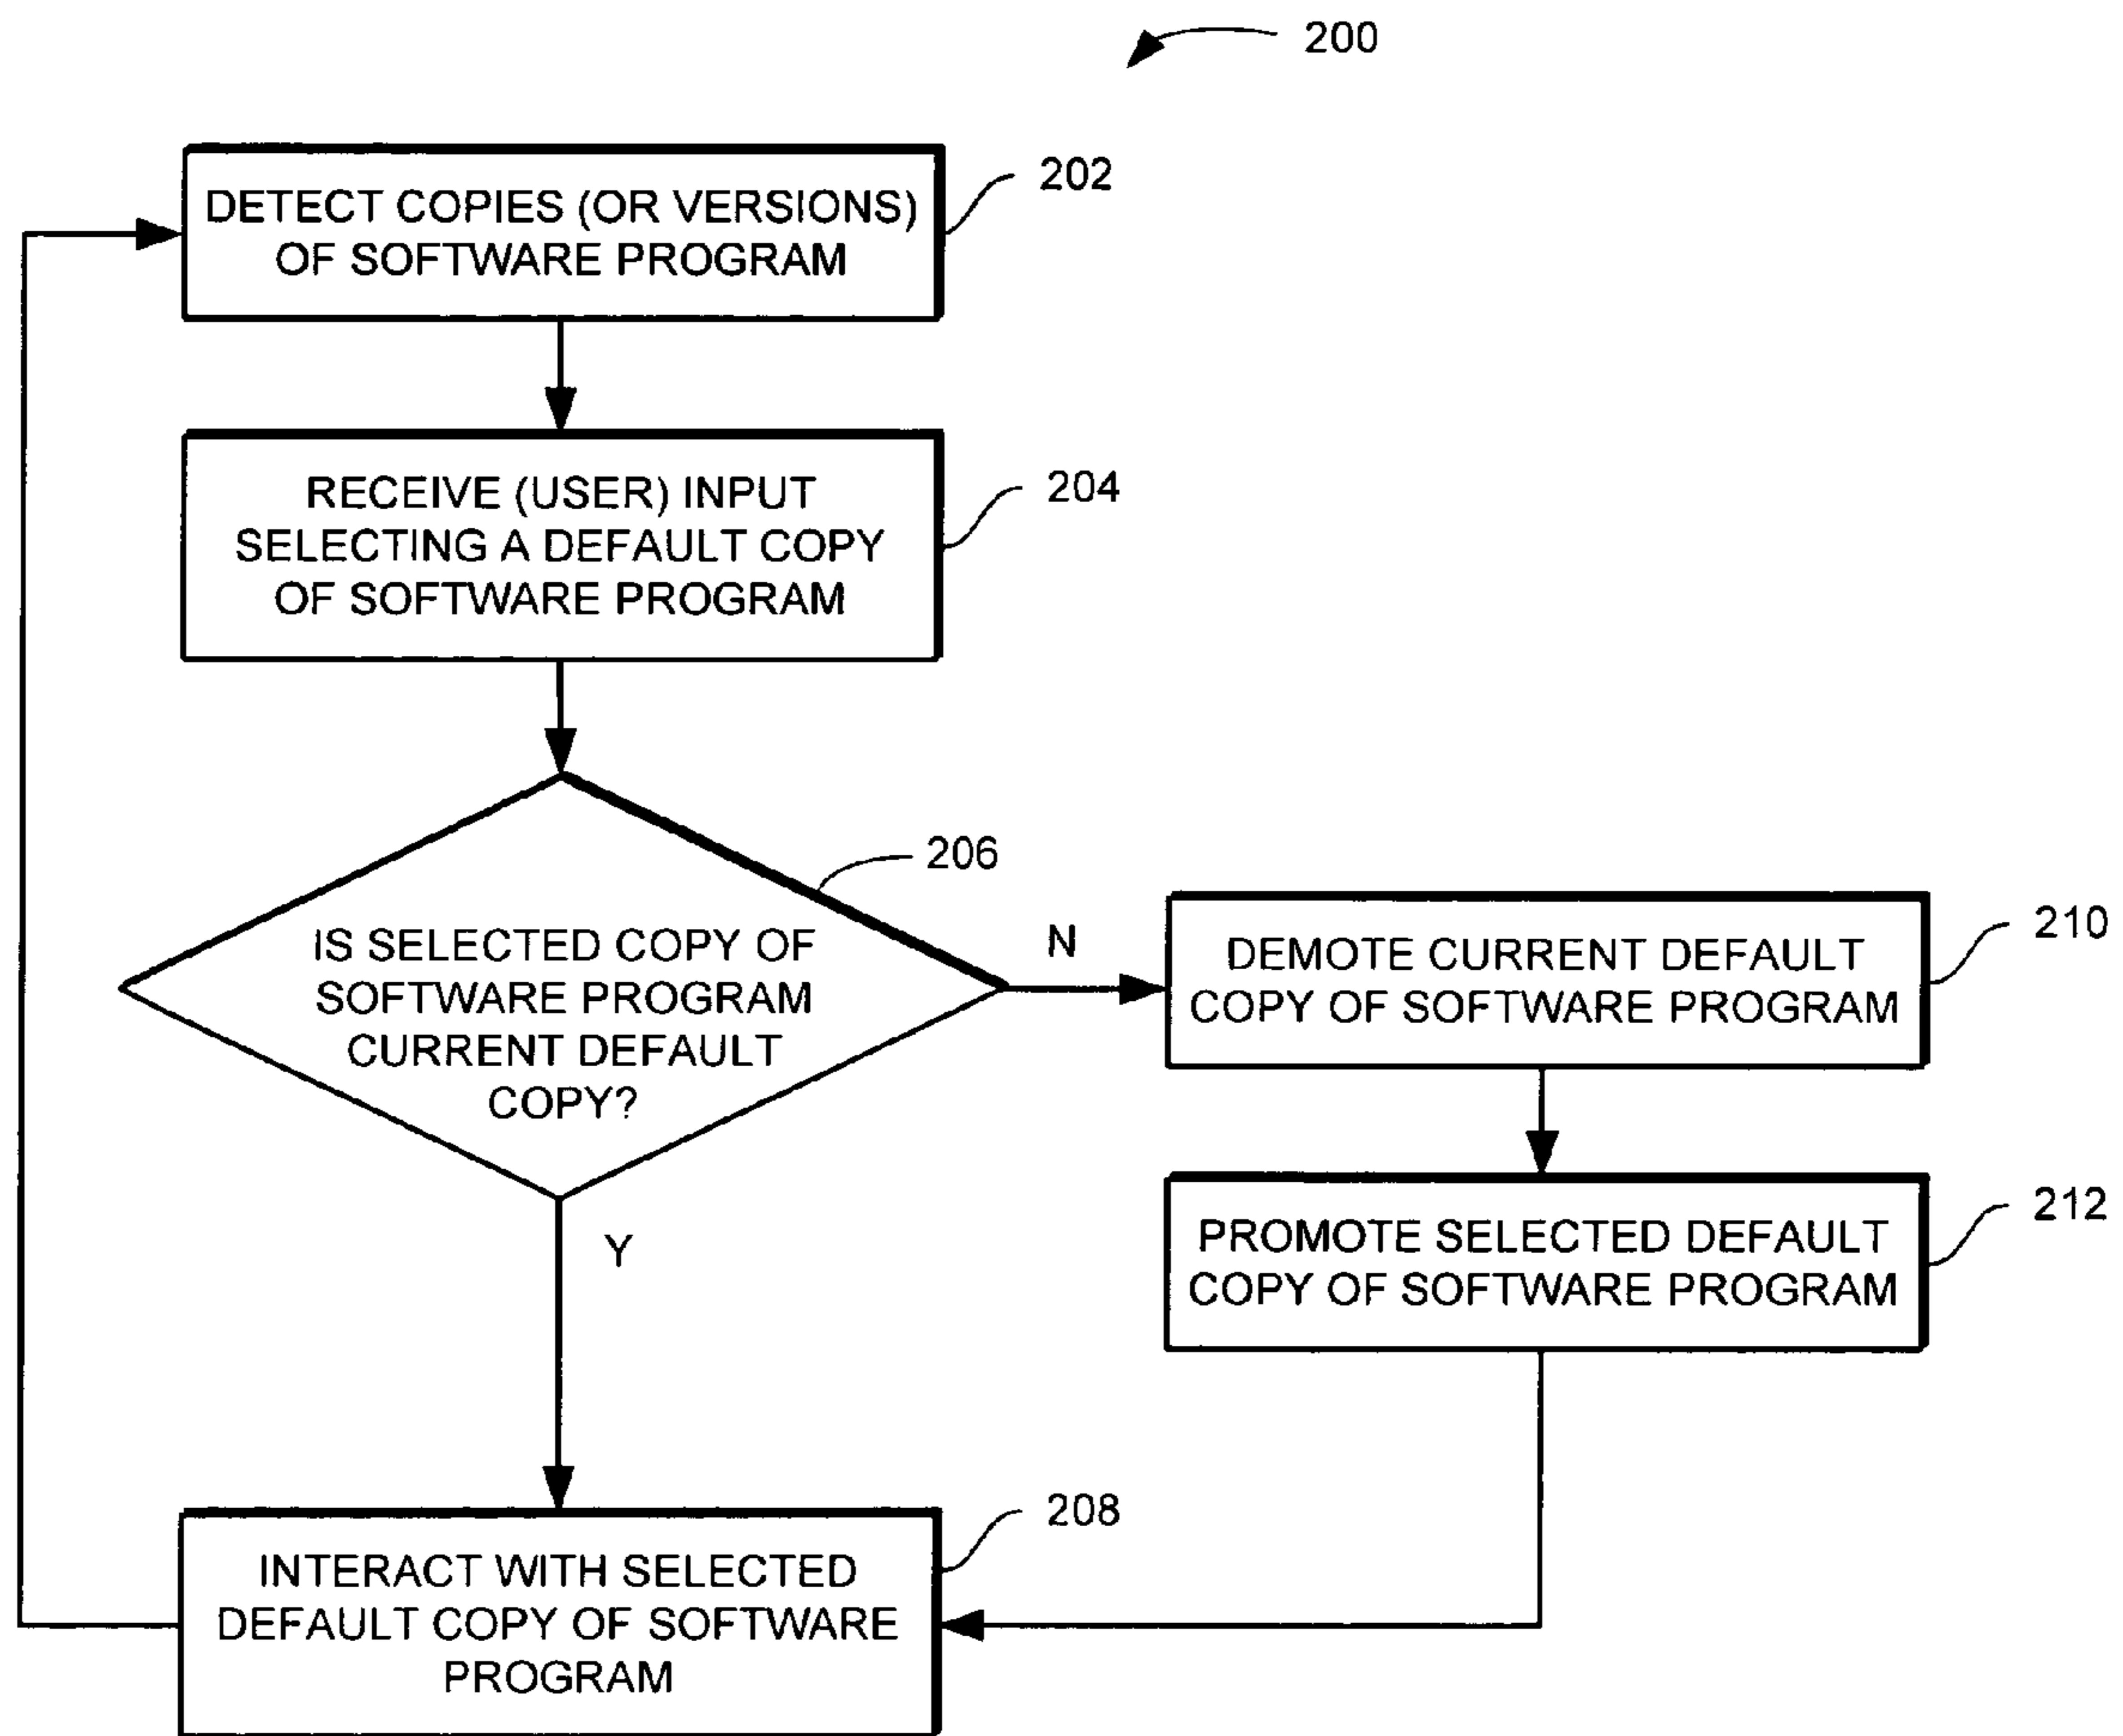 200
DETECT COPIES (OR VERSIONS)
OF SOFTWARE PROGRAM
202
RECEIVE (USER) INPUT
SELECTING A DEFAULT COPY
OF SOFTWARE PROGRAM
204
IS SELECTED COPY OF
SOFTWARE PROGRAM
CURRENT DEFAULT
COPY?
206
N
DEMOTE CURRENT DEFAULT
COPY OF SOFTWARE PROGRAM
210
PROMOTE SELECTED DEFAULT
COPY OF SOFTWARE PROGRAM
212
Y
INTERACT WITH SELECTED
DEFAULT COPY OF SOFTWARE
PROGRAM
208